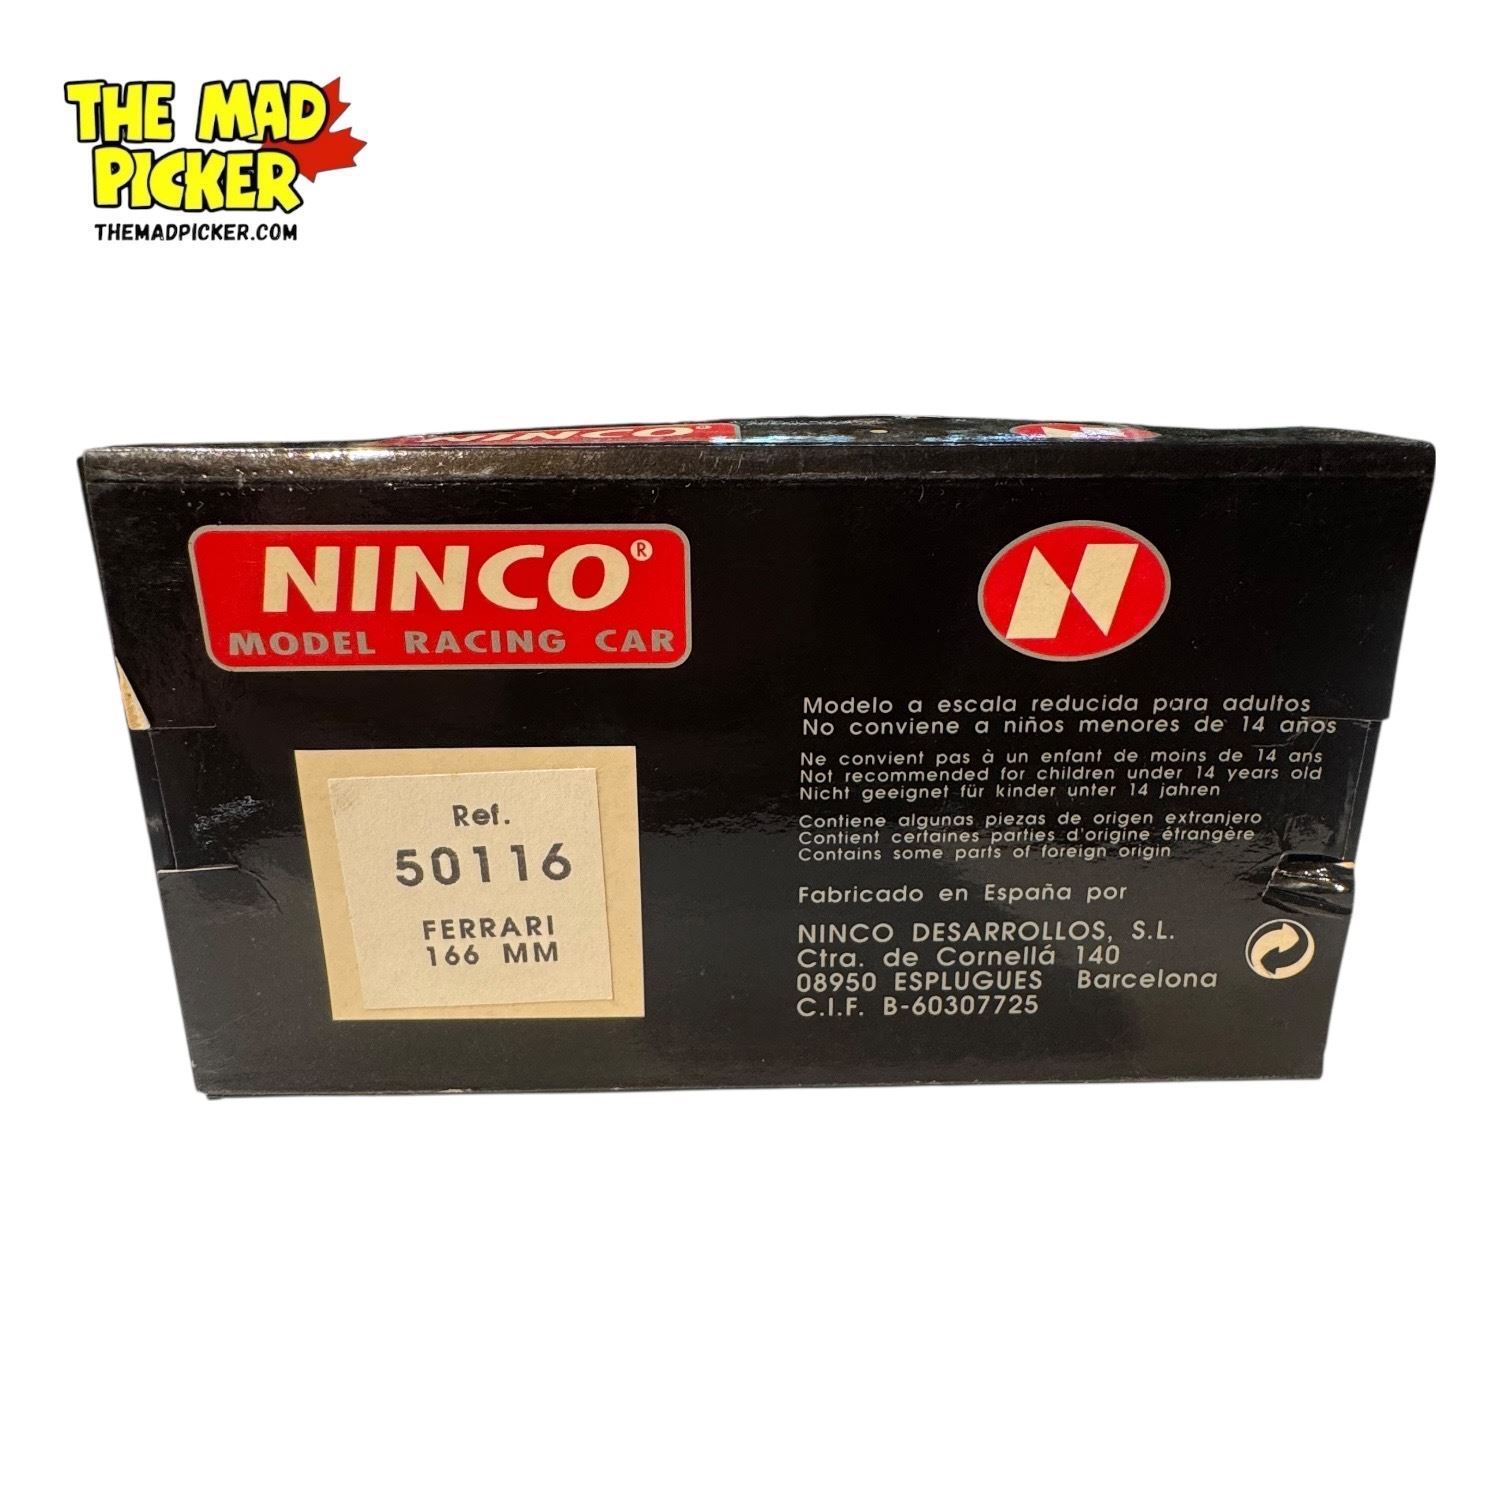 THE MAD
PICKER
THEMADPICKER.COM
NINCO®
NINCO®
MODEL RACING CAR
N
Ref.
50116
FERRARI
166 MM
Modelo a escala reducida para adultos
No conviene a niños menores de 14 años
Ne convient pas à un enfant de moins de 14 ans
Not recommended for children under 14 years old
Nicht geeignet für kinder unter 14 jahren
Contiene algunas piezas de origen extranjero
Contient certaines parties d'origine étrangère
Contains some parts of foreign origin
Fabricado en España por
NINCO DESARROLLOS, S.L.
Ctra. de Cornellá 140
08950 ESPLUGUES Barcelona
C.I.F. B-60307725